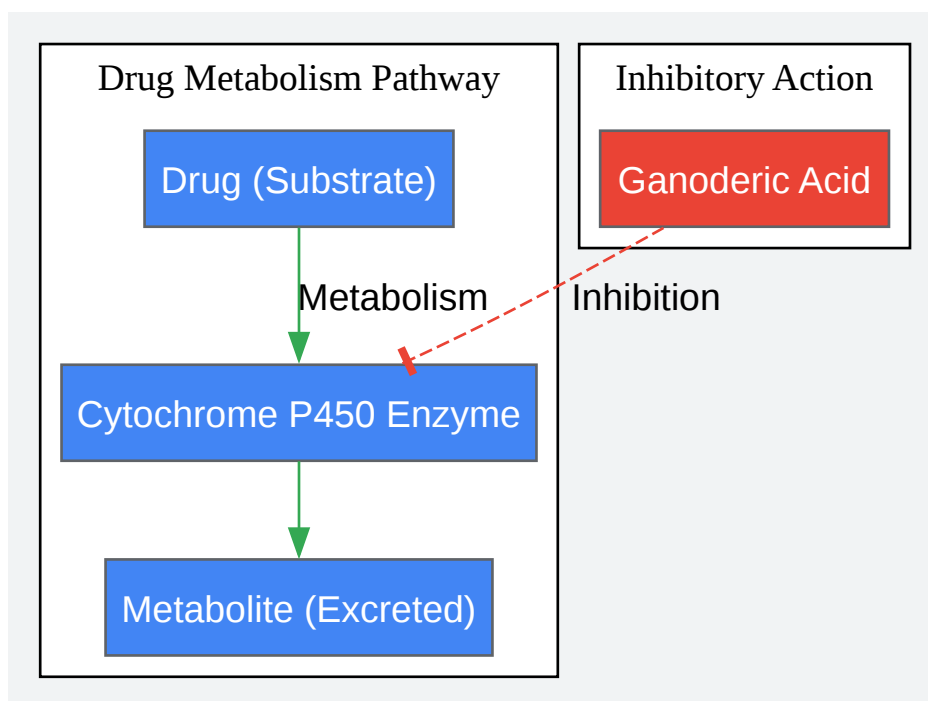 Drug Metabolism Pathway
Inhibitory Action
Drug (Substrate)
Ganoderic Acid
Metabolism
Inhibition
Cytochrome P450 Enzyme
Metabolite (Excreted)